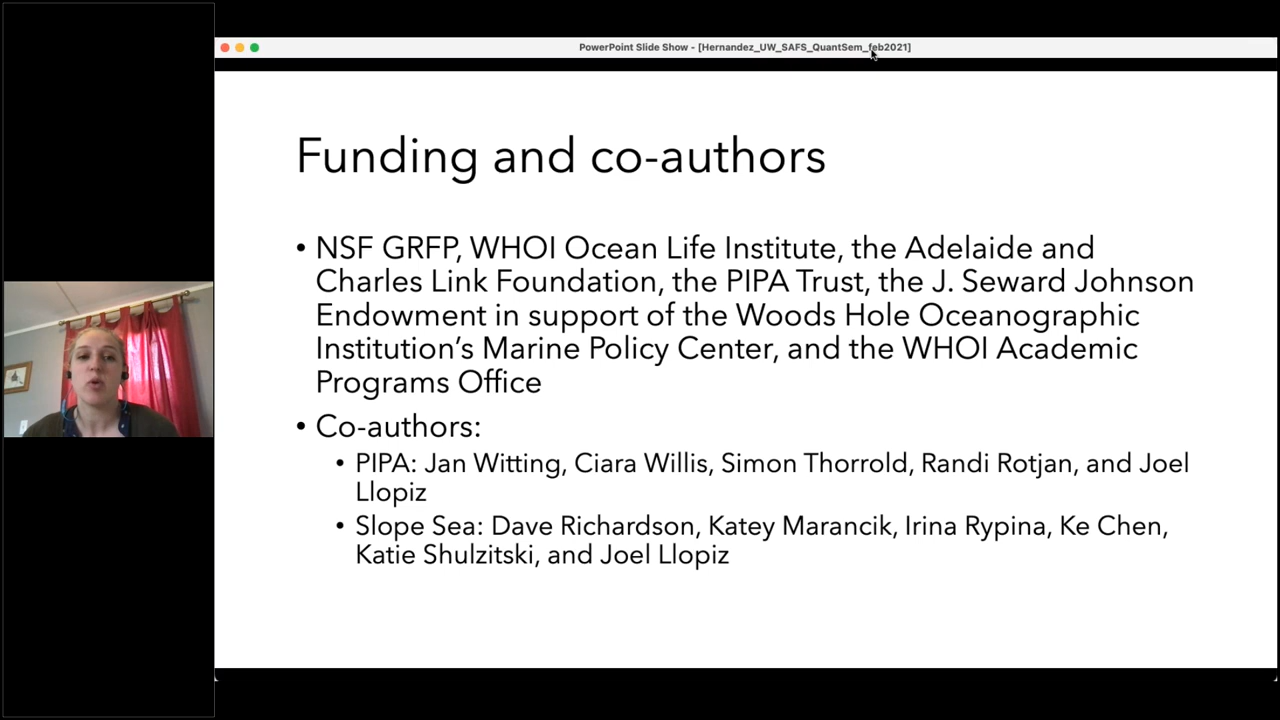 PowerPoint Slide Show - [Hernandez_UW_SAFS_QuantSem_feb2021]
Funding and co-authors
• NSF GRFP, WHOI Ocean Life Institute, the Adelaide and
Charles Link Foundation, the PIPA Trust, the J. Seward Johnson
Endowment in support of the Woods Hole Oceanographic
Institution’s Marine Policy Center, and the WHOI Academic
Programs Office
• Co-authors:
• PIPA: Jan Witting, Ciara Willis, Simon Thorrold, Randi Rotjan, and Joel
Llopiz
• Slope Sea: Dave Richardson, Katey Marancik, Irina Rypina, Ke Chen,
Katie Shulzitski, and Joel Llopiz